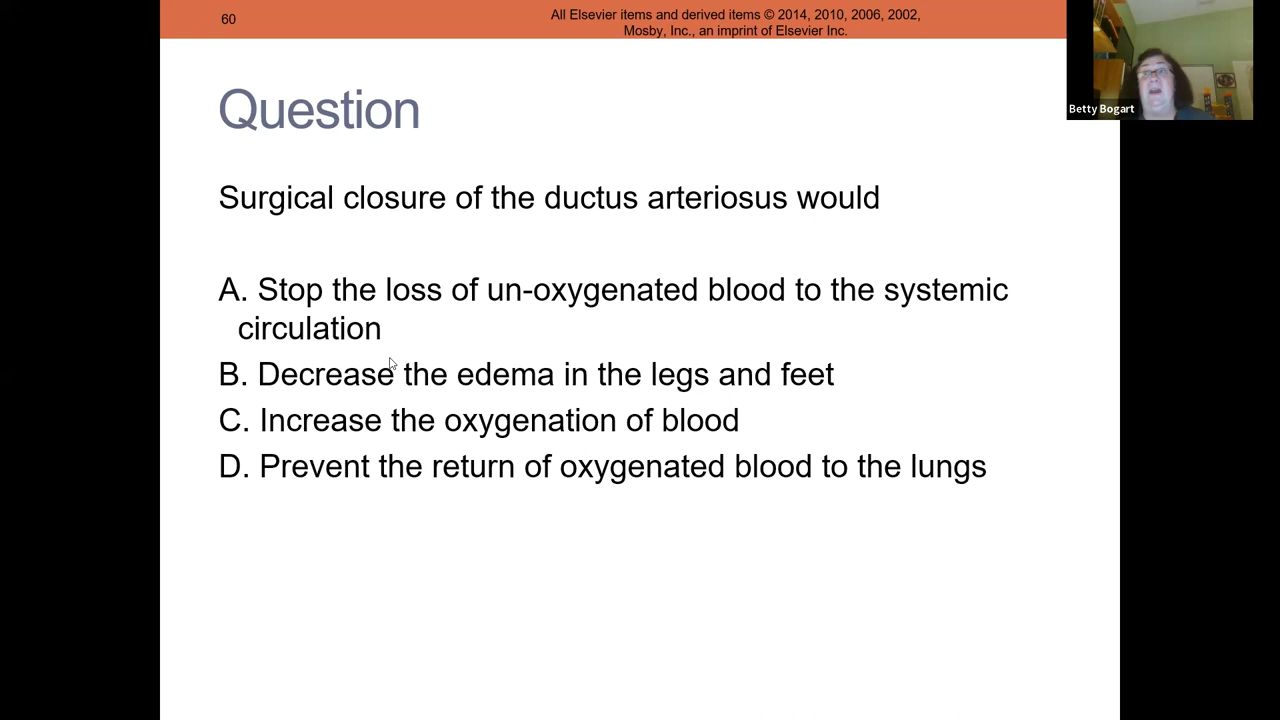 60
All Elsevier items and derived items © 2014, 2010, 2006, 2002,
Mosby, Inc., an imprint of Elsevier Inc.
Betty Bogart
Question
Surgical closure of the ductus arteriosus would
A. Stop the loss of un-oxygenated blood to the systemic
circulation
B. Decrease the edema in the legs and feet
C. Increase the oxygenation of blood
D. Prevent the return of oxygenated blood to the lungs